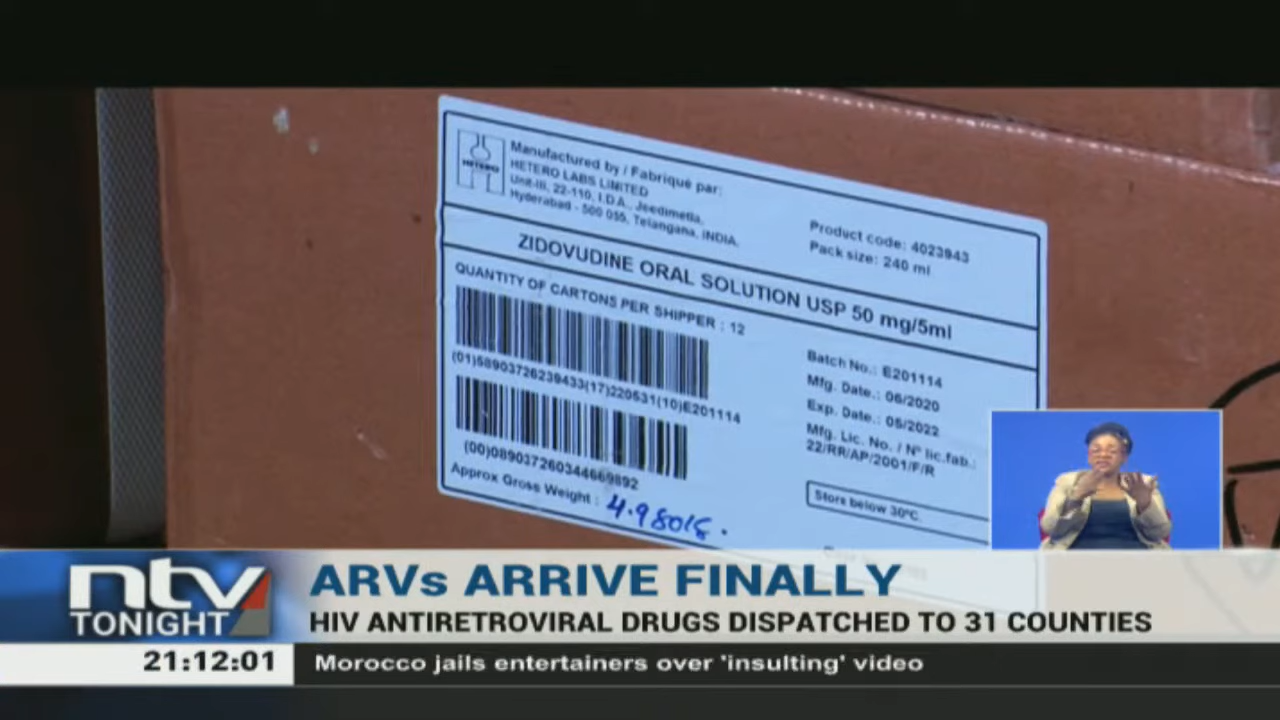 HETERO
Manufactured by / Fabriqué par:
HETERO LABS LIMITED
Unit-III, 22-110, I.D.A., Jeedimetla,
Hyderabad - 500 055, Telangana, INDIA.
Product code: 4023943
Pack size: 240 ml
ZIDOVUDINE ORAL SOLUTION USP 50 mg/5ml
QUANTITY OF CARTONS PER SHIPPER : 12
(01)58903726239433(17)220531(10)E201114
(00)089037260344669892
Approx Gross Weight :
Batch No.: E201114
Mfg. Date.: 06/2020
Exp. Date.: 05/2022
Mfg. Lic. No. / N° lic.fab.:
22/RR/AP/2001/F/R
Store below 30°C.
ntv
TONIGHT
ARVs ARRIVE FINALLY
HIV ANTIRETROVIRAL DRUGS DISPATCHED TO 31 COUNTIES
21:12:01
Morocco jails entertainers over 'insulting' video